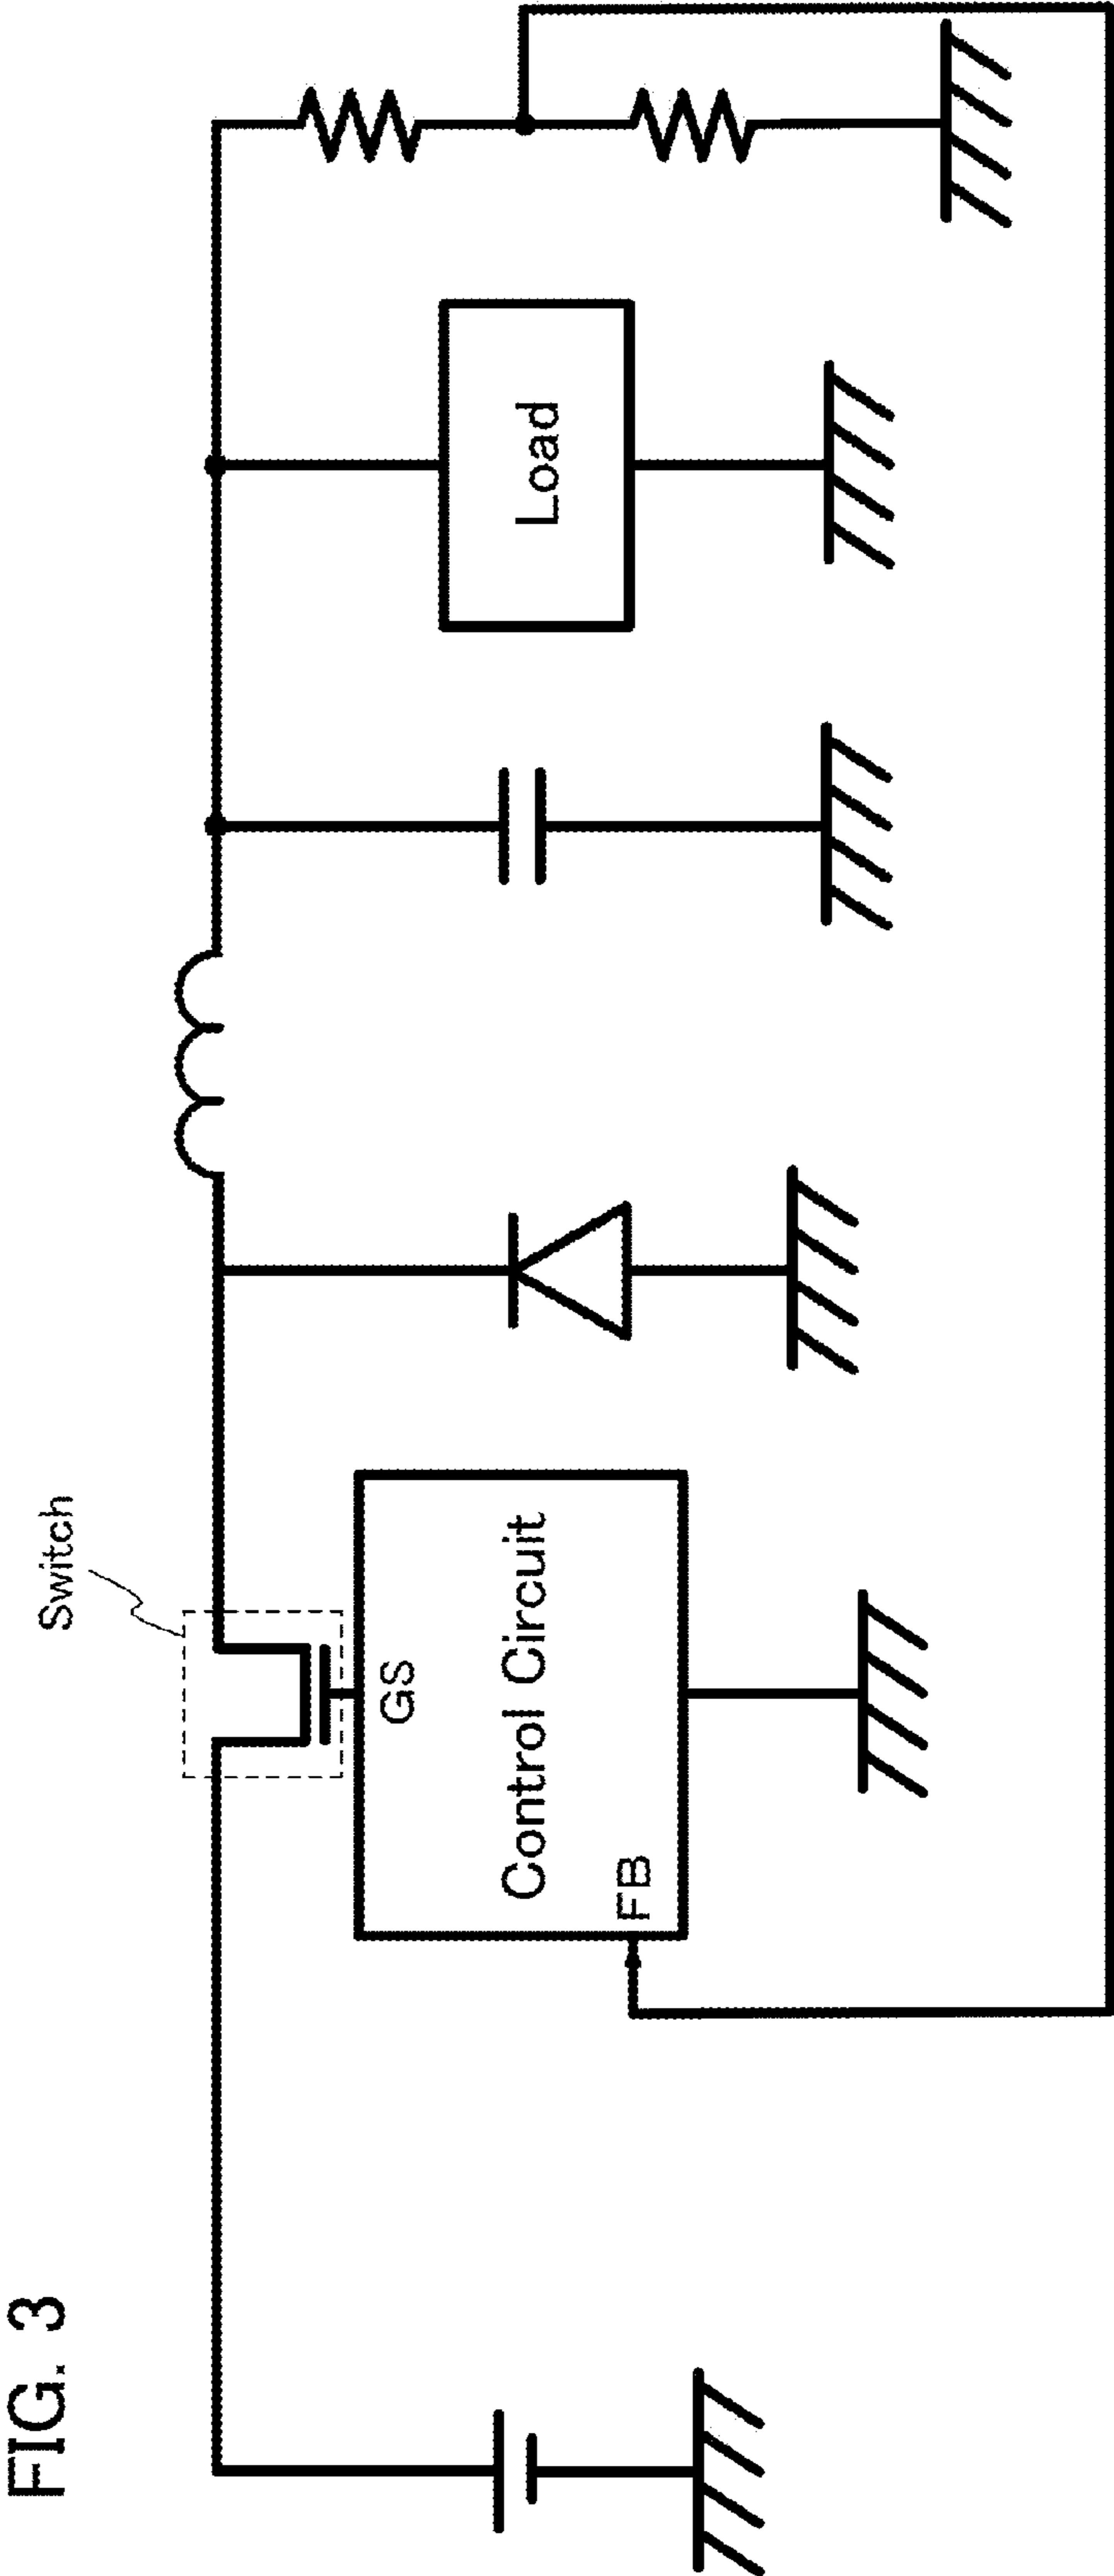 FIG. 3
Switch
GS
Control Circuit
FB
Load